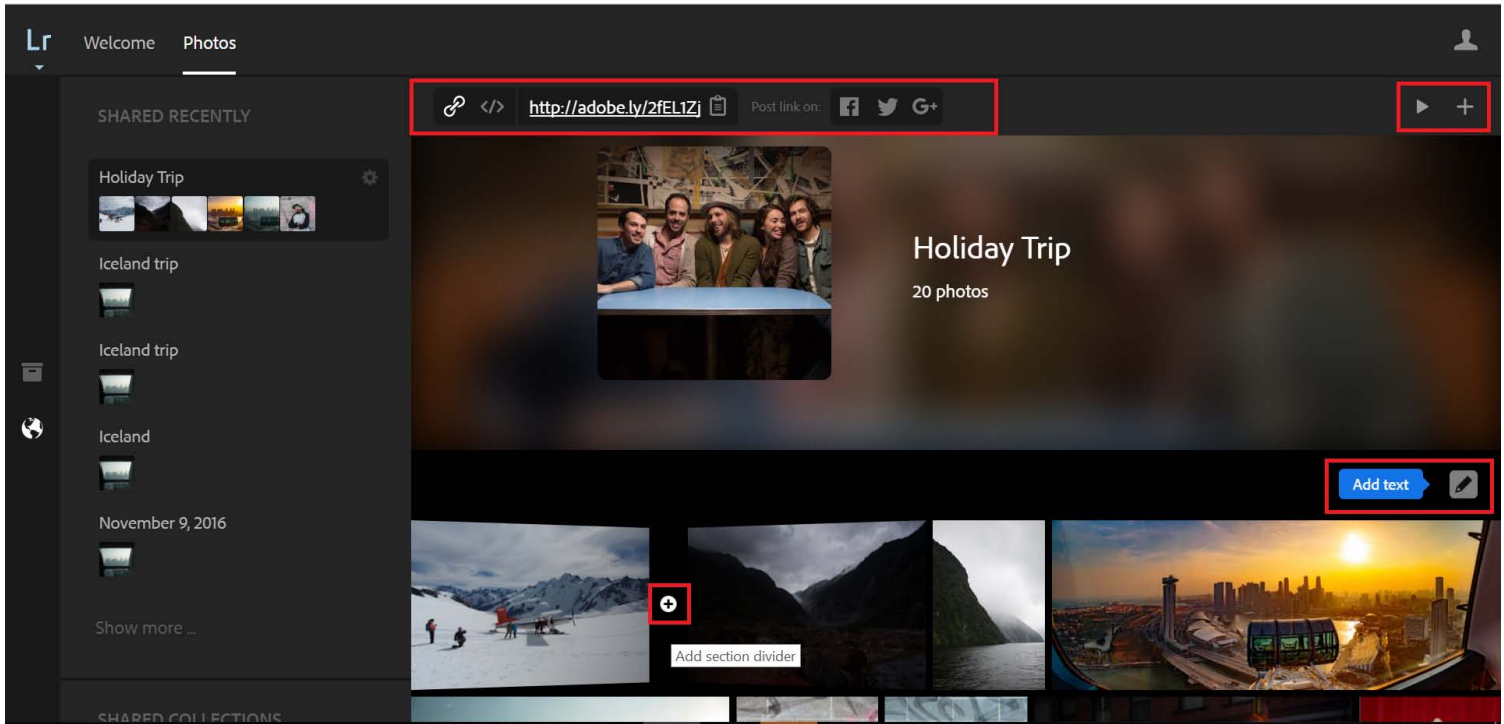 Lr Welcome Photos
SHARED RECENTLY
Holiday Trip
Iceland trip
Iceland trip
Iceland
November 9, 2016
Show more ...
SHARED COLLECTIONS
</> http://adobe.ly/2fEL1Zj Post link on: G+
Holiday Trip
20 photos
Add text
Add section divider